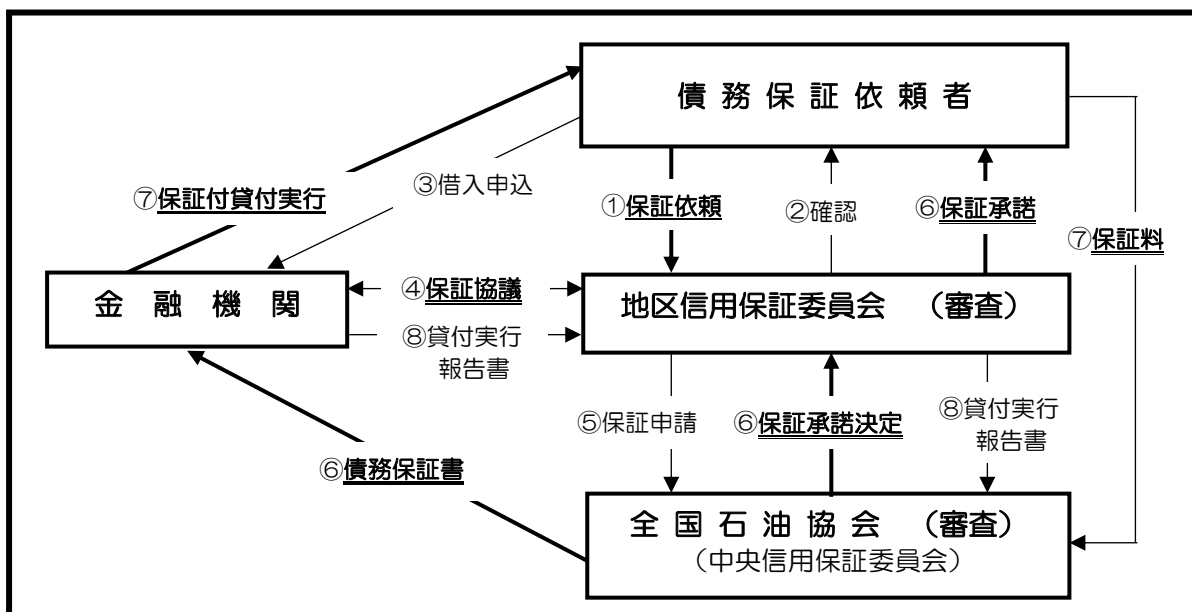 債務保証依頼者
③借入申込
⑦保証付貸付実行
①保証依頼
②確認
⑥保証承諾
⑦保証料
金融機関
④保証協議
地区信用保証委員会 (審査)
⑧貸付実行
報告書
⑤保証申請
⑥保証承諾決定
⑧貸付実行
報告書
⑥債務保証書
全国石油協会 (審査)
(中央信用保証委員会)